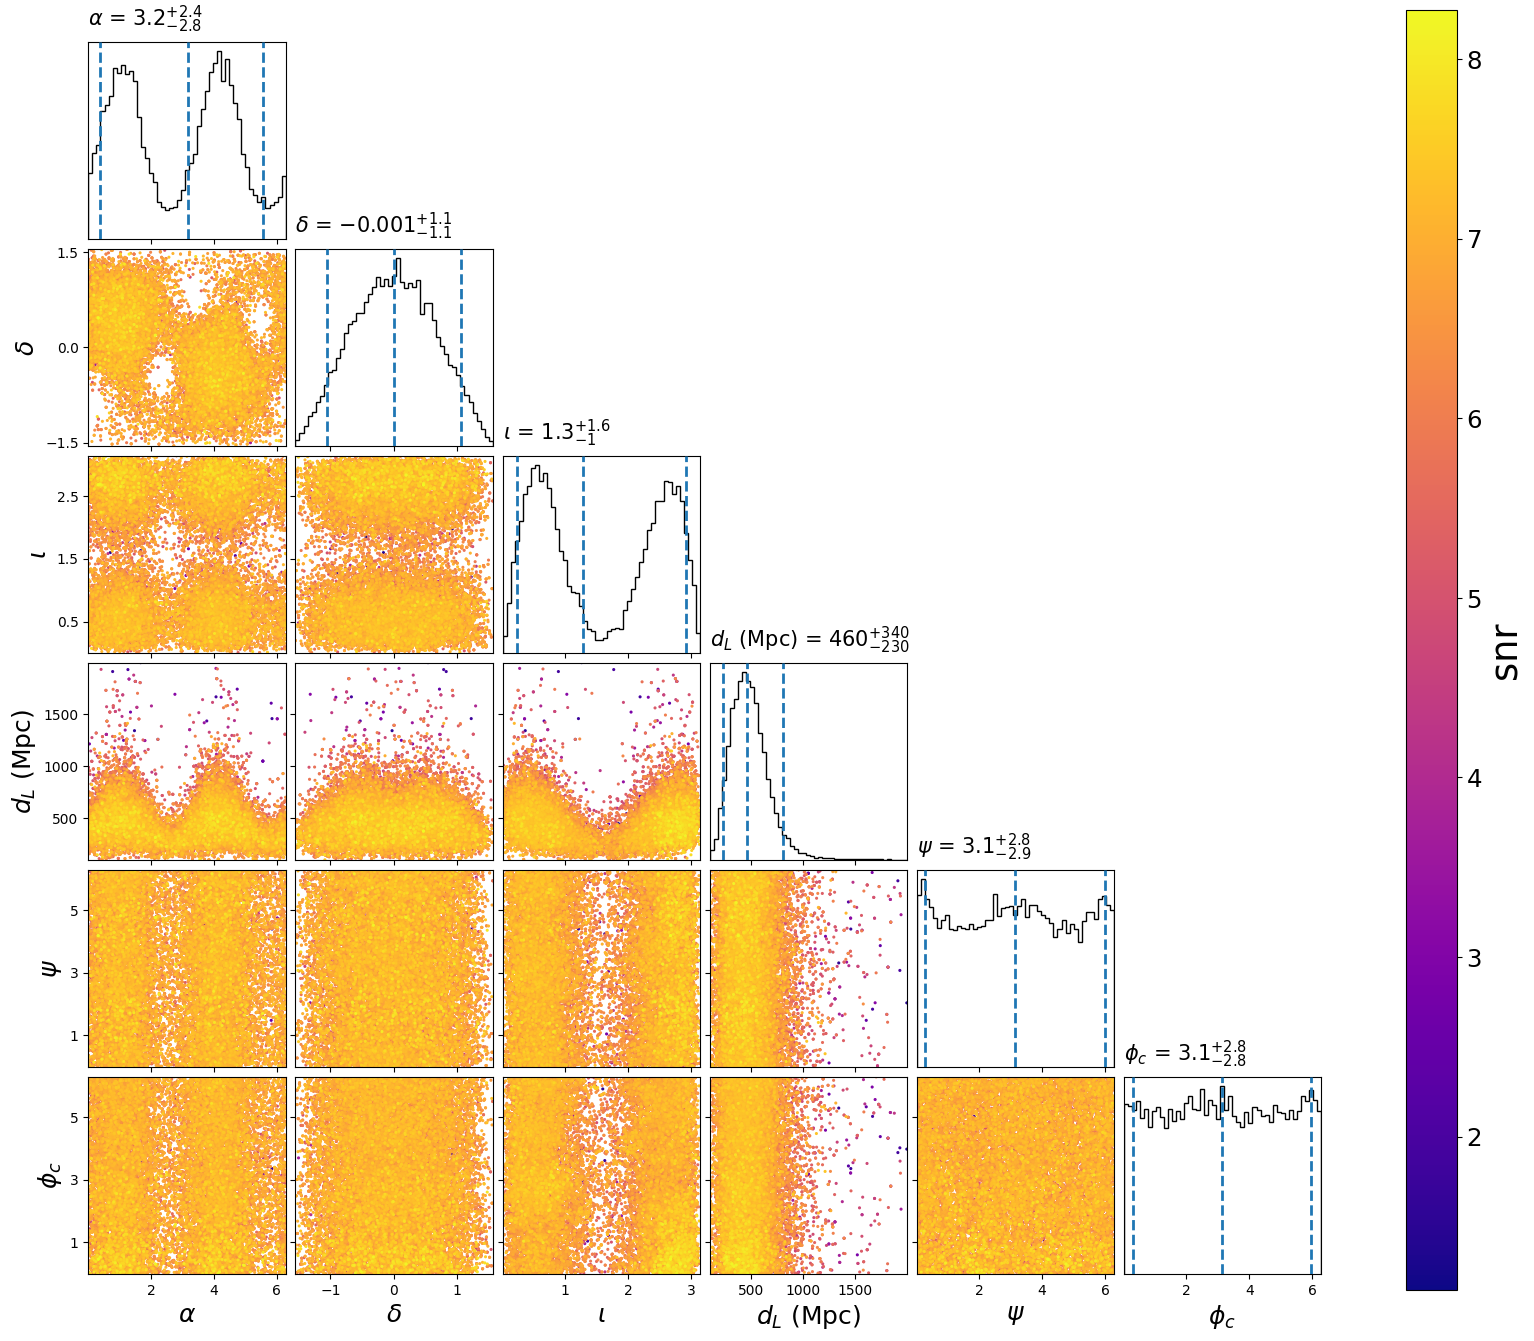 α = 3.2^{+2.4}_{−2.8}
δ = −0.001^{+1.1}_{−1.1}
1.5
0.0
−1.5
δ
ι = 1.3^{+1.6}_{−1}
2.5
1.5
0.5
ι
d_L (Mpc) = 460^{+340}_{−230}
1500
1000
500
d_L (Mpc)
ψ = 3.1^{+2.8}_{−2.9}
5
3
1
ψ
ϕ_c = 3.1^{+2.8}_{−2.8}
5
3
1
ϕ_c
2 4 6
−1 0 1
1 2 3
500 1000 1500
2 4 6
2 4 6
α δ ι d_L (Mpc) ψ ϕ_c
8
7
6
5
4
3
2
snr